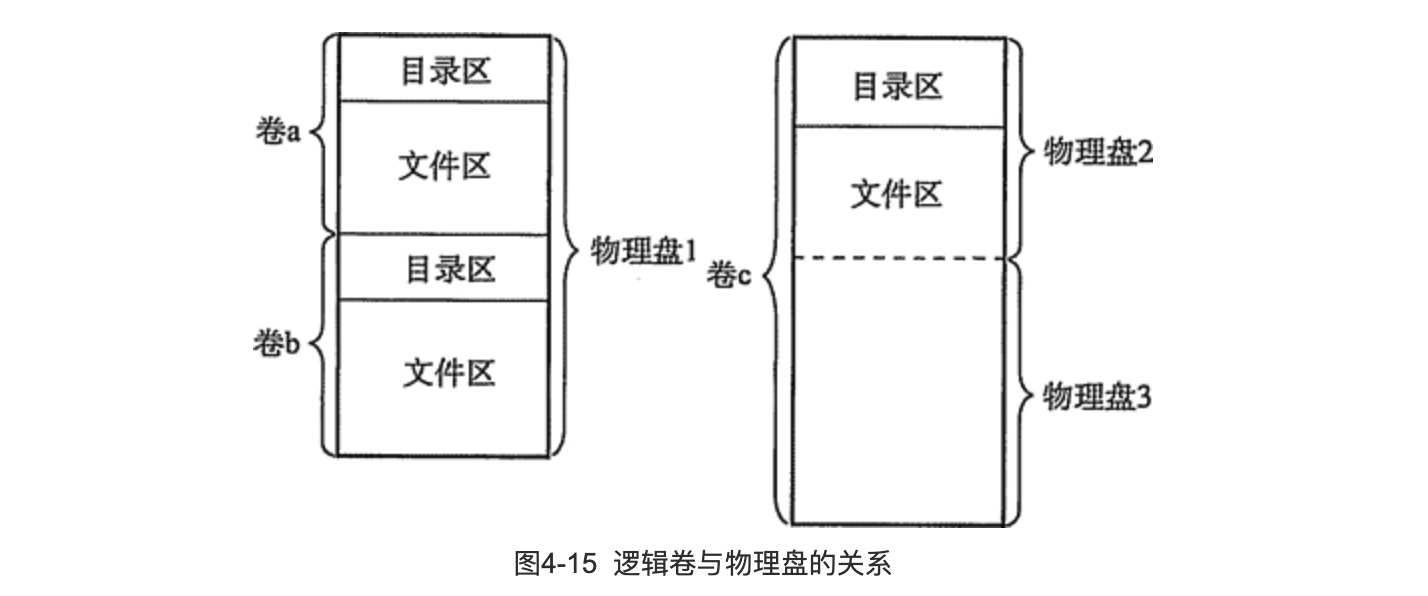 目录区
卷a
文件区
目录区
卷b
文件区
物理盘1
目录区
文件区
卷c
物理盘2
物理盘3
图4-15 逻辑卷与物理盘的关系